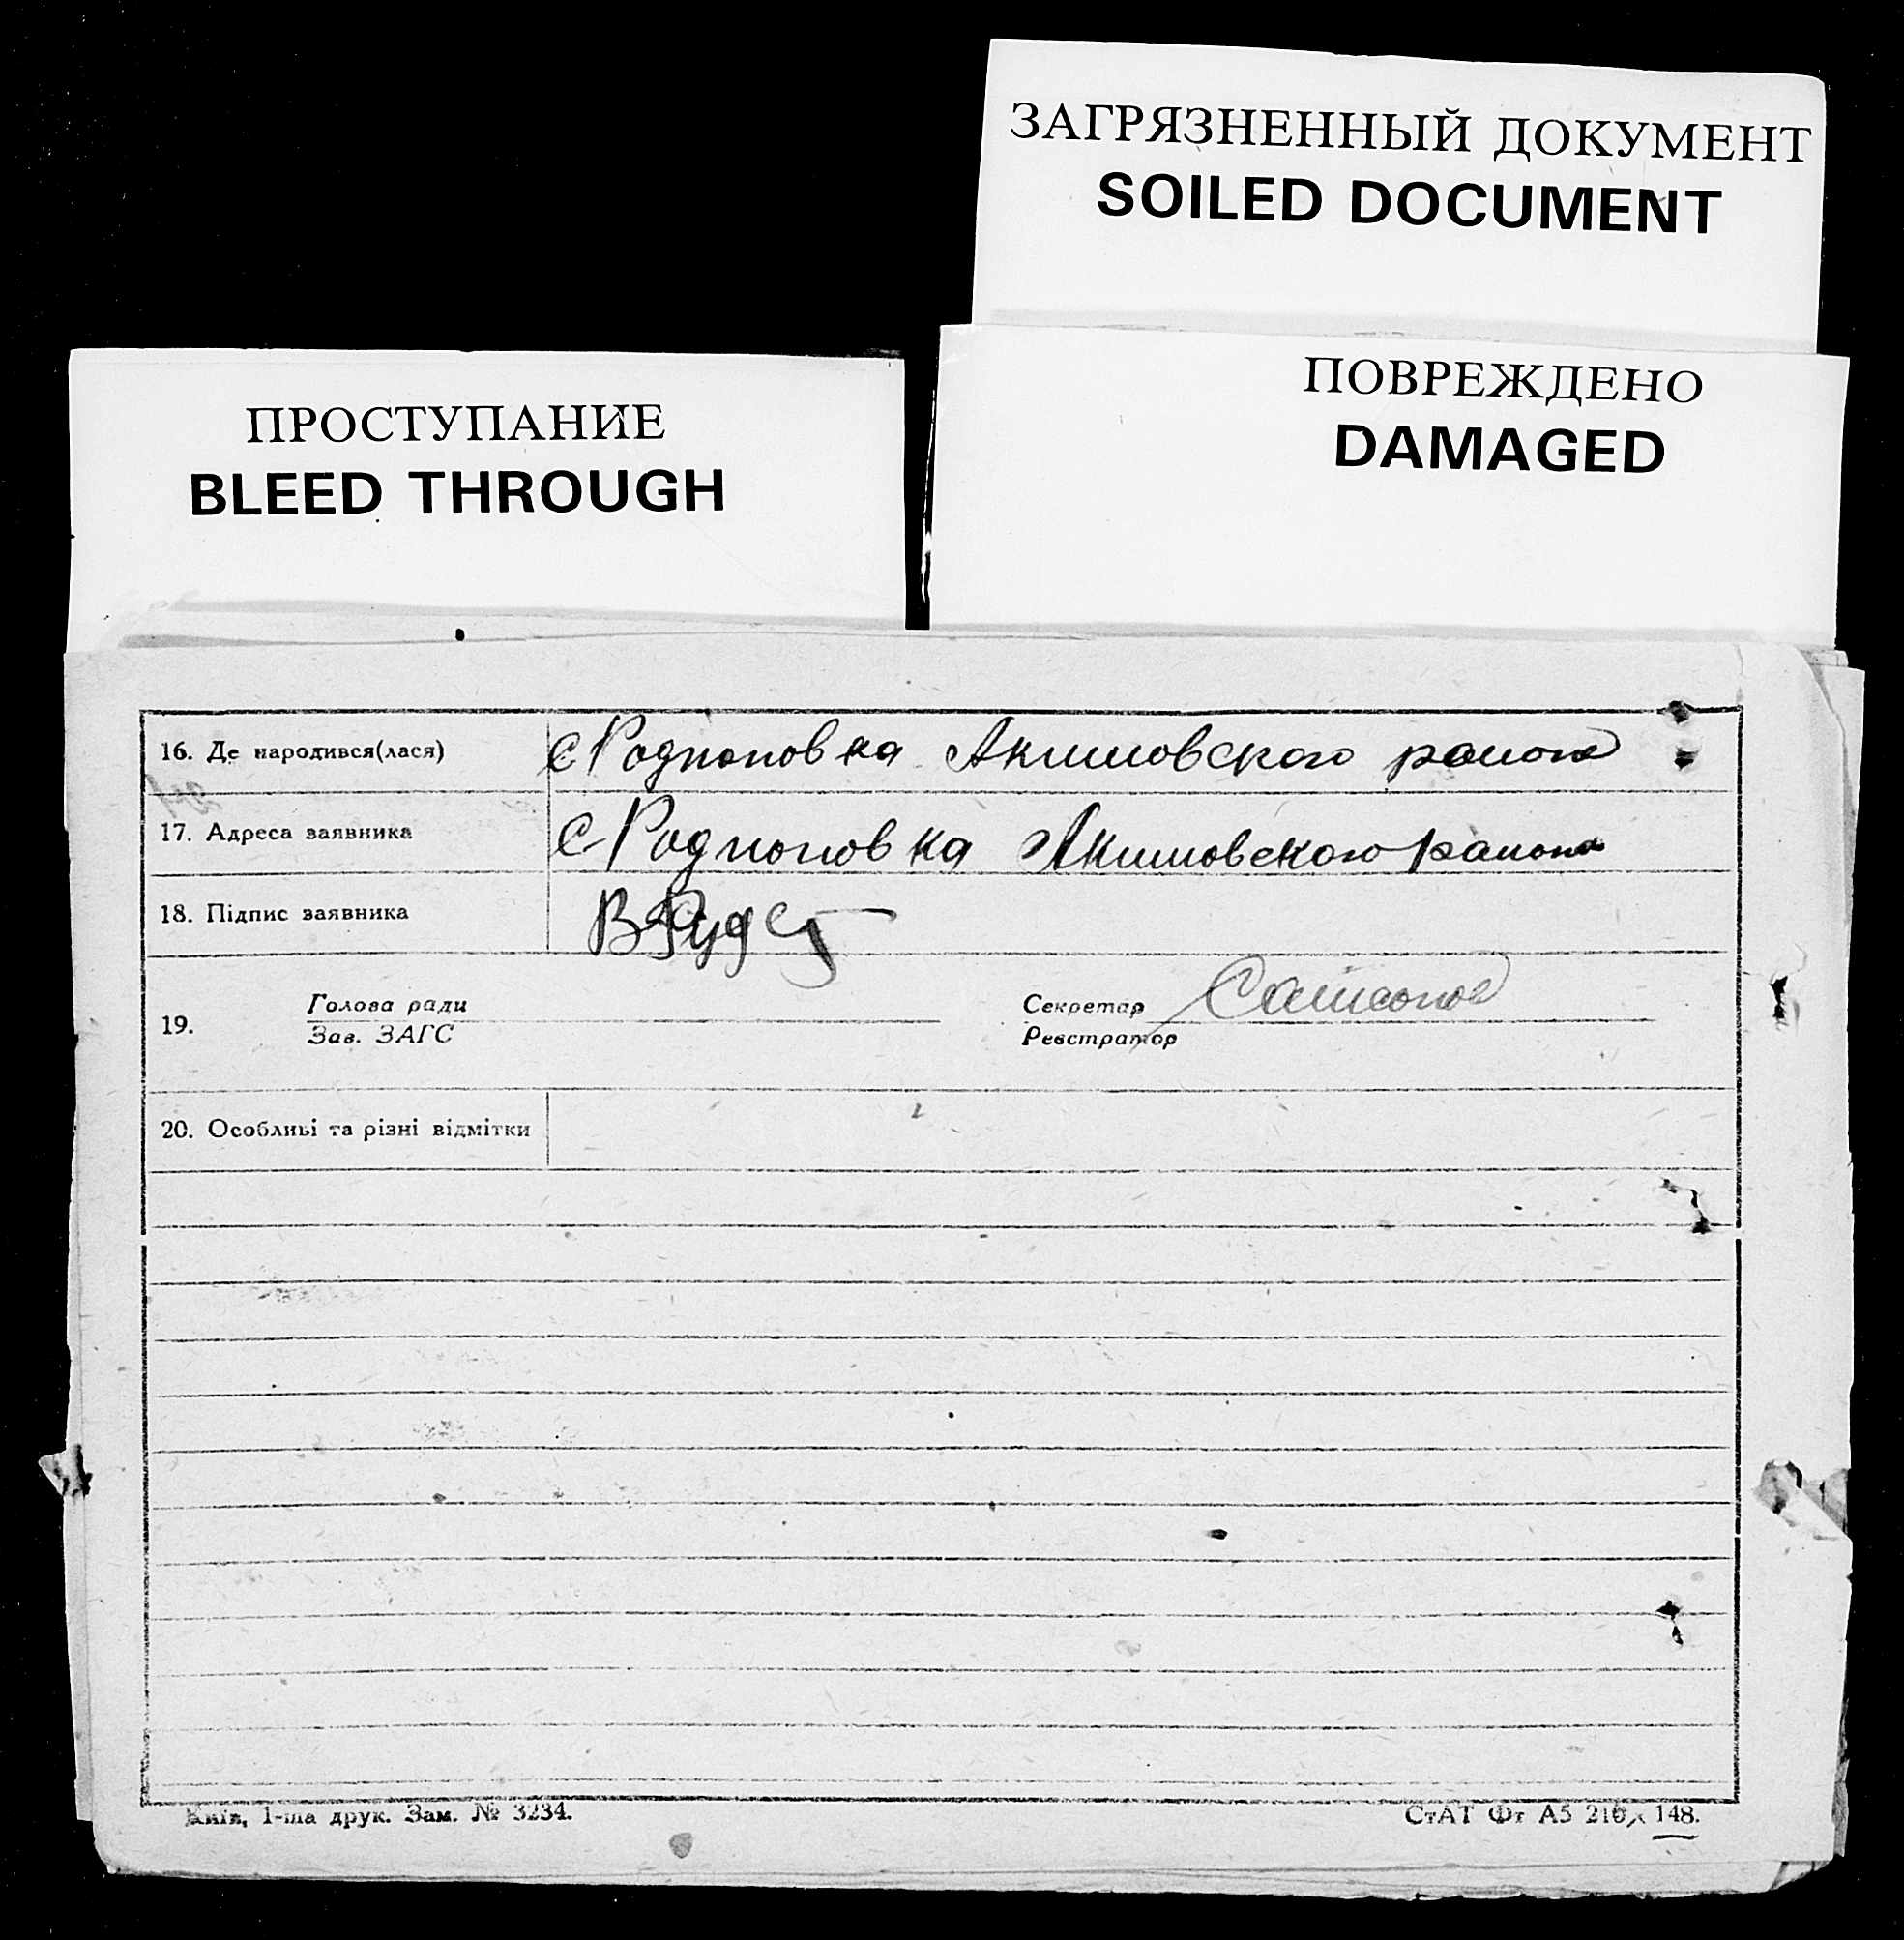 ЗАГРЯЗНЕННЫЙ ДОКУМЕНТ
SOILED DOCUMENT
ПОВРЕЖДЕНО
DAMAGED
ПРОСТУПАНИЕ
BLEED THROUGH
16. Де народився(лася) с Родионовка Акимовского района
17. Адреса заявника с Родионовка Акимовского района
18. Підпис заявника
19. Голова ради Секретар
Зав. ЗАГС Реєстратор
20. Особливі та різні відмітки
Київ, 1-ша друк. Зам. № 3234.
СтАТ Фт А5 210 х 148.